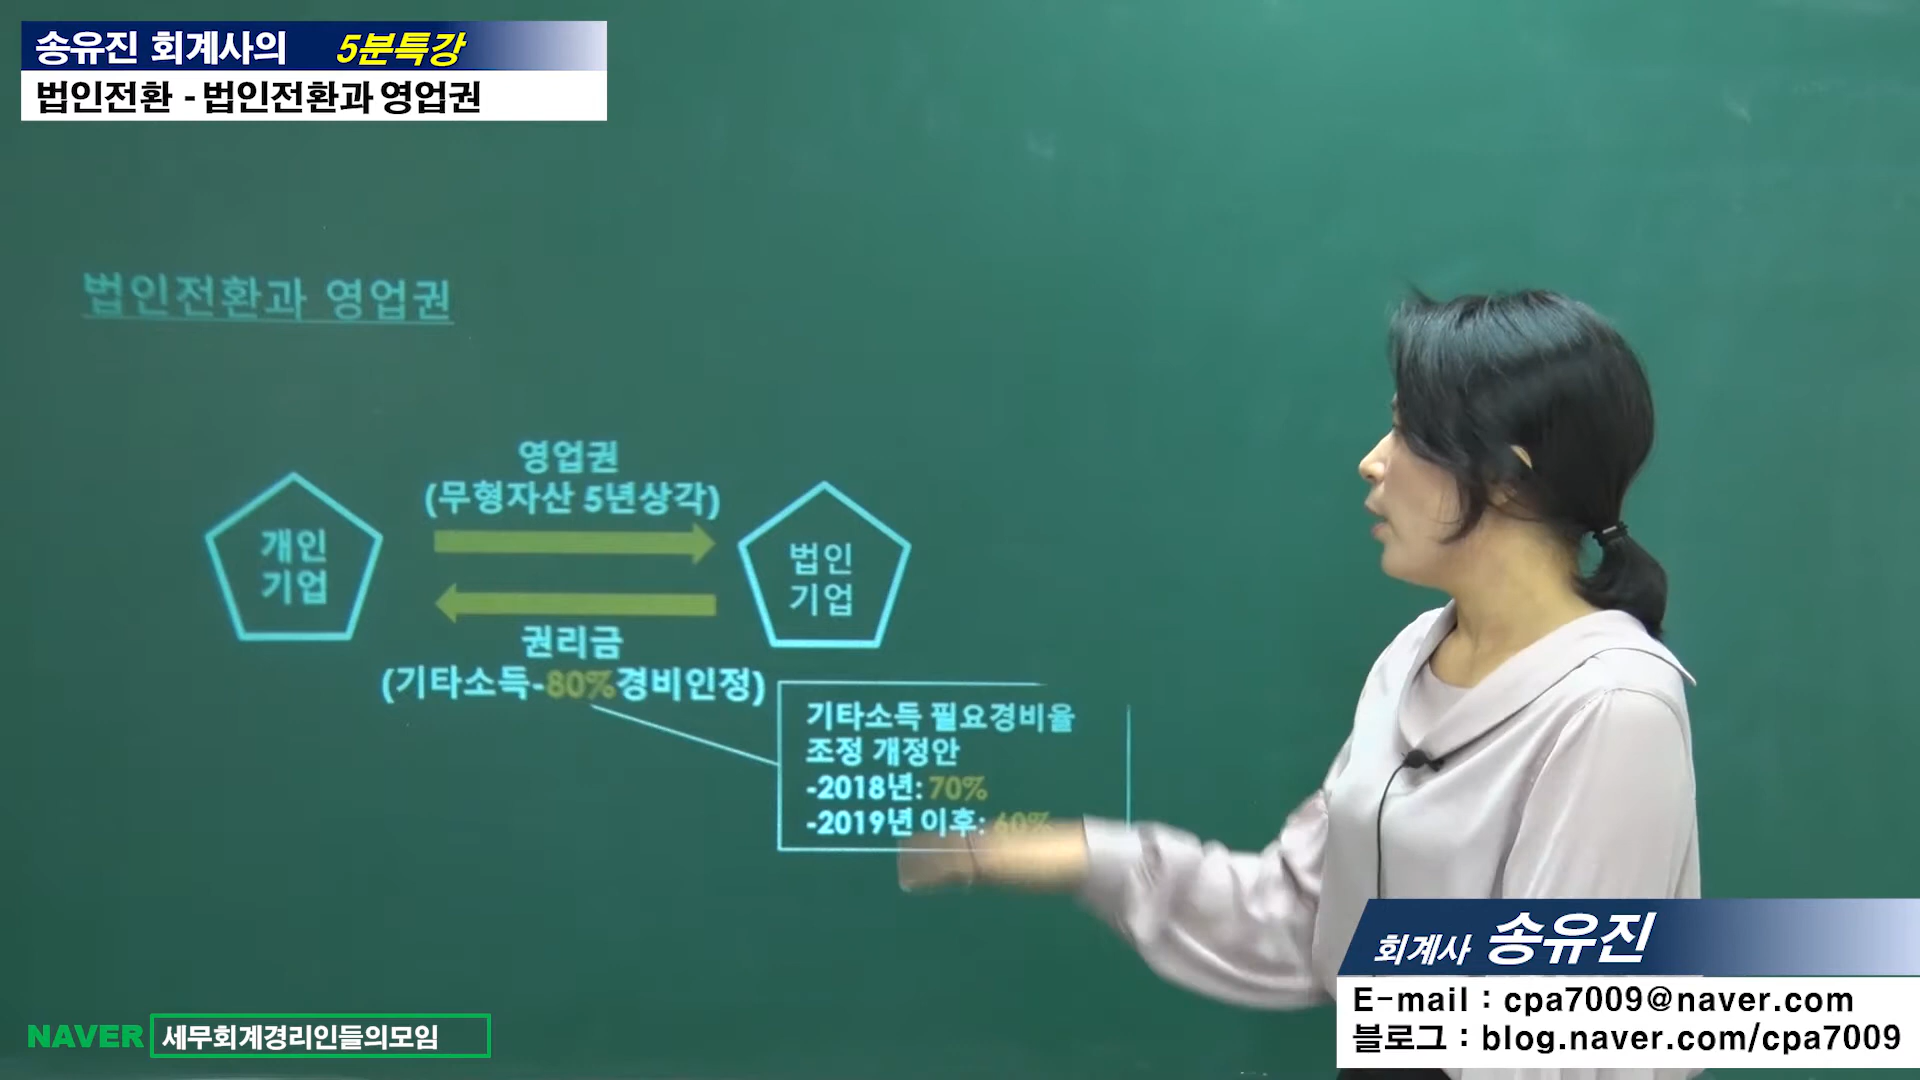 송유진 회계사의 5분특강
법인전환 - 법인전환과 영업권
법인전환과 영업권
영업권
(무형자산 5년상각)
개인
기업
법인
기업
권리금
(기타소득-80%경비인정)
기타소득 필요경비율
조정 개정안
-2018년: 70%
-2019년 이후: 60%
회계사 송유진
E-mail : cpa7009@naver.com
블로그 : blog.naver.com/cpa7009
NAVER 세무회계경리인들의모임